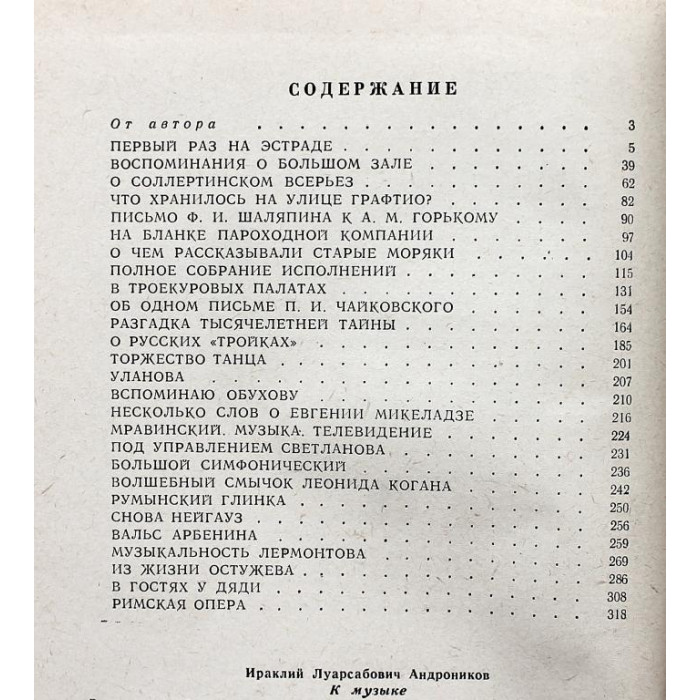 СОДЕРЖАНИЕ
От автора . . . . . . . . . . . . . . . 3
ПЕРВЫЙ РАЗ НА ЭСТРАДЕ . . . . . . . . . . 5
ВОСПОМИНАНИЯ О БОЛЬШОМ ЗАЛЕ . . . . . . . 39
О СОЛЛЕРТИНСКОМ ВСЕРЬЕЗ . . . . . . . . . 62
ЧТО ХРАНИЛОСЬ НА УЛИЦЕ ГРАФТИО? . . . . . . 82
ПИСЬМО Ф. И. ШАЛЯПИНА К А. М. ГОРЬКОМУ . . . . 90
НА БЛАНКЕ ПАРОХОДНОЙ КОМПАНИИ . . . . . . 97
О ЧЕМ РАССКАЗЫВАЛИ СТАРЫЕ МОРЯКИ . . . . . 104
ПОЛНОЕ СОБРАНИЕ ИСПОЛНЕНИЙ . . . . . . . 115
В ТРОЕКУРОВЫХ ПАЛАТАХ . . . . . . . . . . 131
ОБ ОДНОМ ПИСЬМЕ П. И. ЧАЙКОВСКОГО . . . . . 154
РАЗГАДКА ТЫСЯЧЕЛЕТНЕЙ ТАЙНЫ . . . . . . . 164
О РУССКИХ «ТРОЙКАХ» . . . . . . . . . . . 185
ТОРЖЕСТВО ТАНЦА . . . . . . . . . . . . 201
УЛАНОВА . . . . . . . . . . . . . . . 207
ВСПОМИНАЮ ОБУХОВУ . . . . . . . . . . . 210
НЕСКОЛЬКО СЛОВ О ЕВГЕНИИ МИКЕЛАДЗЕ . . . . 216
МРАВИНСКИЙ. МУЗЫКА. ТЕЛЕВИДЕНИЕ . . . . . . 224
ПОД УПРАВЛЕНИЕМ СВЕТЛАНОВА . . . . . . . 231
БОЛЬШОЙ СИМФОНИЧЕСКИЙ . . . . . . . . . 236
ВОЛШЕБНЫЙ СМЫЧОК ЛЕОНИДА КОГАНА . . . . . 242
РУМЫНСКИЙ ГЛИНКА . . . . . . . . . . . 250
СНОВА НЕЙГАУЗ . . . . . . . . . . . . . 256
ВАЛЬС АРБЕНИНА . . . . . . . . . . . . 259
МУЗЫКАЛЬНОСТЬ ЛЕРМОНТОВА . . . . . . . . 269
ИЗ ЖИЗНИ ОСТУЖЕВА . . . . . . . . . . . 286
В ГОСТЯХ У ДЯДИ . . . . . . . . . . . . 308
РИМСКАЯ ОПЕРА . . . . . . . . . . . . . 318
Ираклий Луарсабович Андроников
К музыке